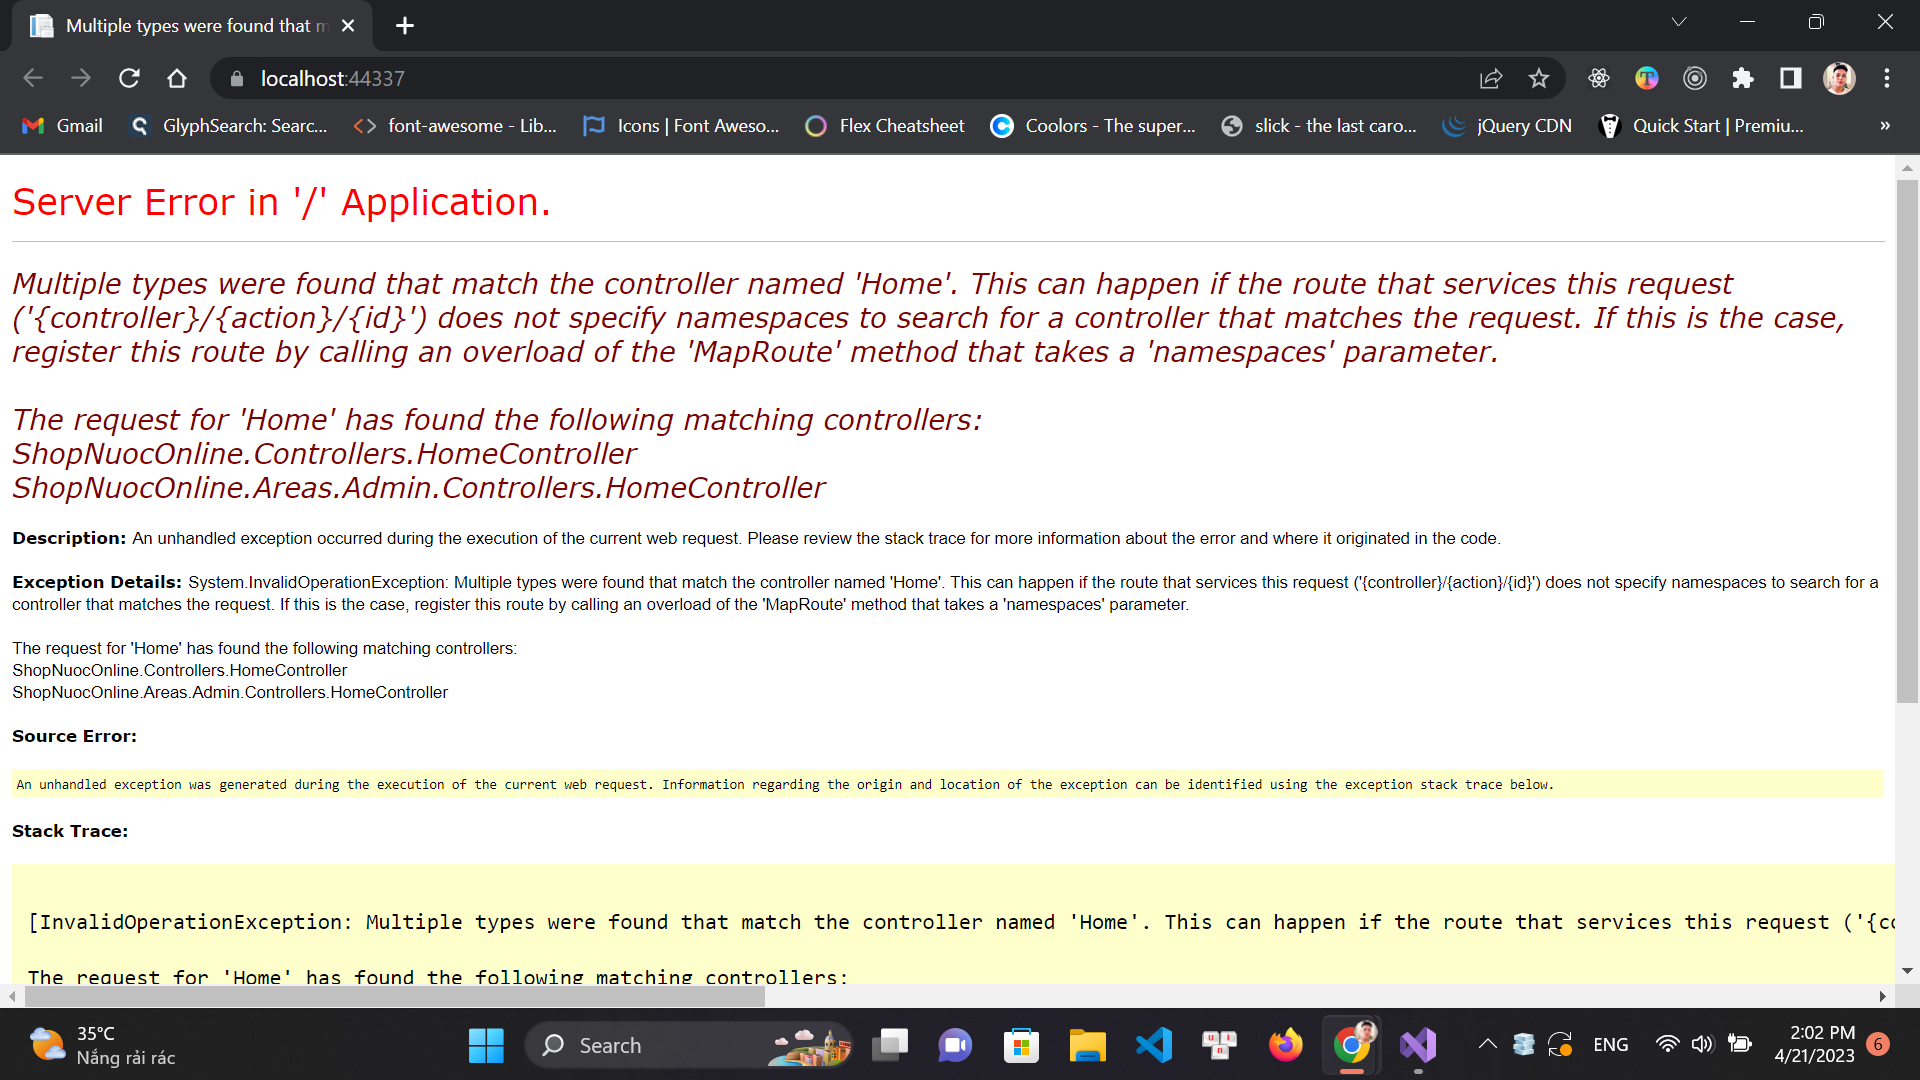 Multiple types were found that m
localhost:44337
Gmail
GlyphSearch: Searc...
font-awesome - Lib...
Icons | Font Aweso...
Flex Cheatsheet
Coolors - The super...
slick - the last caro...
jQuery CDN
Quick Start | Premiu...
»
Server Error in '/' Application.
Multiple types were found that match the controller named 'Home'. This can happen if the route that services this request
('{controller}/{action}/{id}') does not specify namespaces to search for a controller that matches the request. If this is the case,
register this route by calling an overload of the 'MapRoute' method that takes a 'namespaces' parameter.
The request for 'Home' has found the following matching controllers:
ShopNuocOnline.Controllers.HomeController
ShopNuocOnline.Areas.Admin.Controllers.HomeController
Description: An unhandled exception occurred during the execution of the current web request. Please review the stack trace for more information about the error and where it originated in the code.
Exception Details: System.InvalidOperationException: Multiple types were found that match the controller named 'Home'. This can happen if the route that services this request ('{controller}/{action}/{id}') does not specify namespaces to search for a
controller that matches the request. If this is the case, register this route by calling an overload of the 'MapRoute' method that takes a 'namespaces' parameter.
The request for 'Home' has found the following matching controllers:
ShopNuocOnline.Controllers.HomeController
ShopNuocOnline.Areas.Admin.Controllers.HomeController
Source Error:
An unhandled exception was generated during the execution of the current web request. Information regarding the origin and location of the exception can be identified using the exception stack trace below.
Stack Trace:
[InvalidOperationException: Multiple types were found that match the controller named 'Home'. This can happen if the route that services this request ('{co
The request for 'Home' has found the following matching controllers:
35°C
Nắng rải rác
Search
ENG
2:02 PM
4/21/2023
6